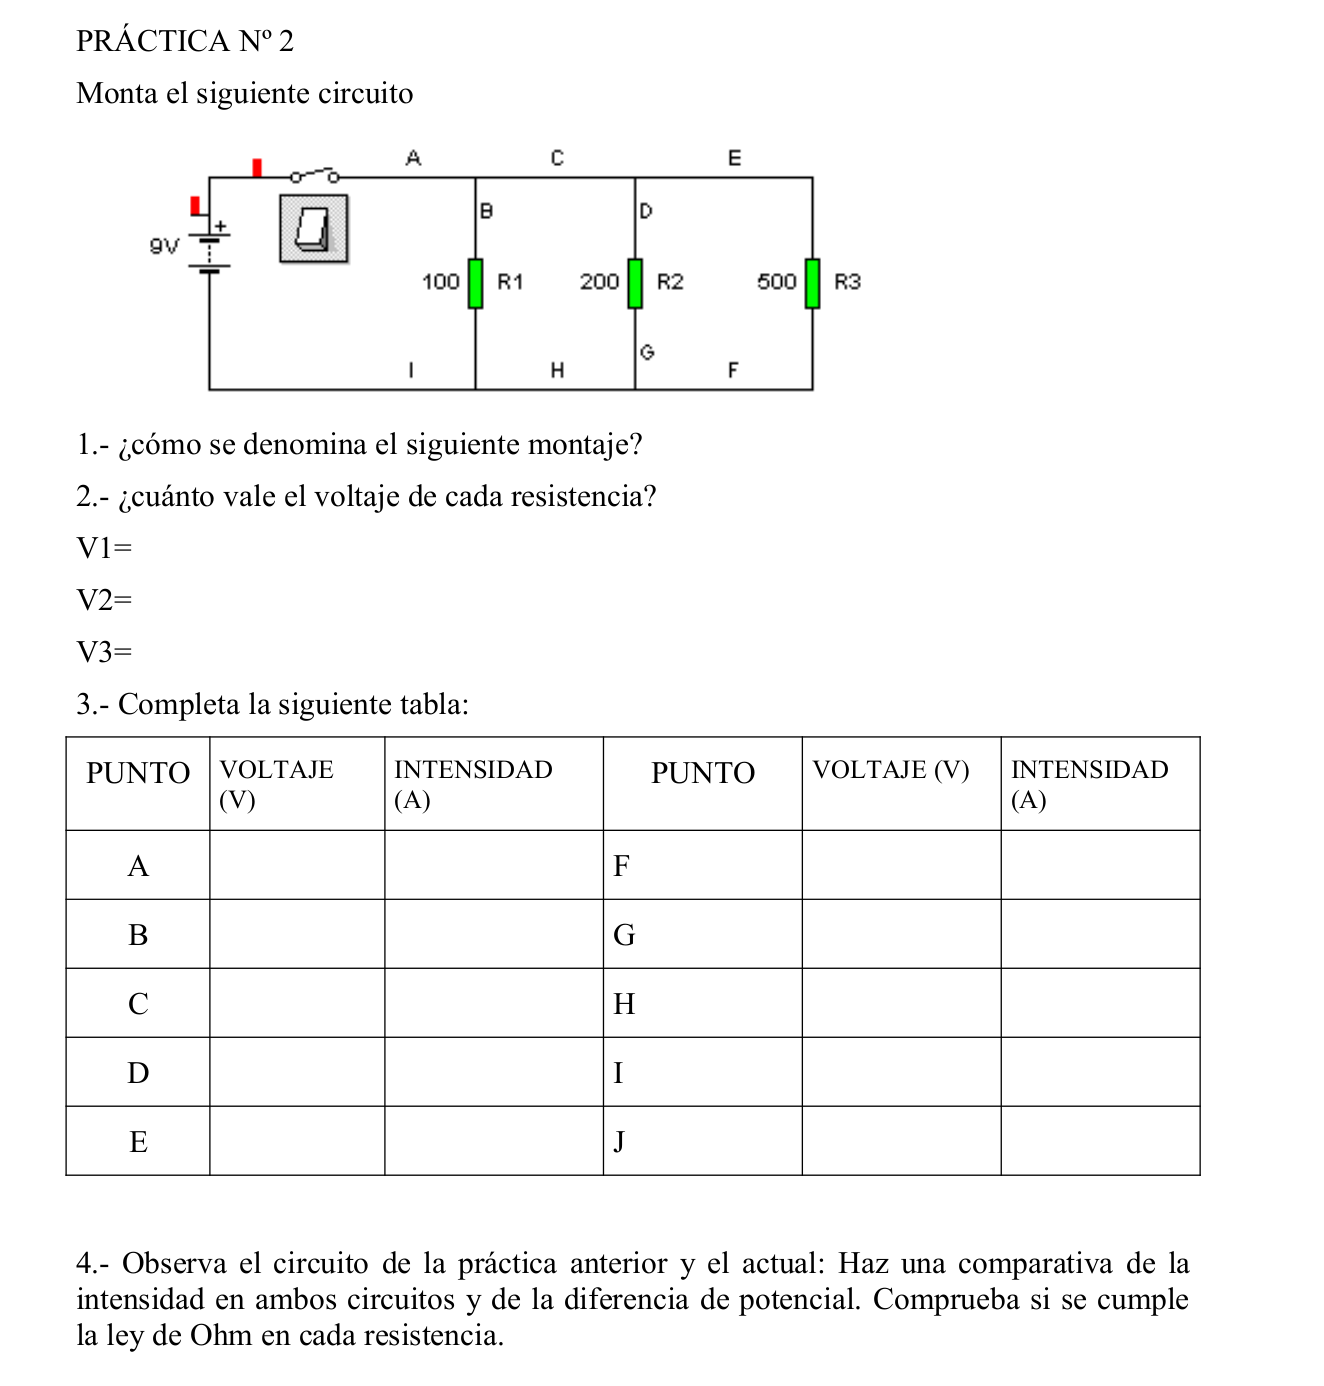 PRÁCTICA Nº 2
Monta el siguiente circuito
A C E
B D
+
9V
100 R1 200 R2 500 R3
G
I H F
1.- ¿cómo se denomina el siguiente montaje?
2.- ¿cuánto vale el voltaje de cada resistencia?
V1=
V2=
V3=
3.- Completa la siguiente tabla:
PUNTO VOLTAJE (V) INTENSIDAD (A) PUNTO VOLTAJE (V) INTENSIDAD (A)
A F
B G
C H
D I
E J
4.- Observa el circuito de la práctica anterior y el actual: Haz una comparativa de la
intensidad en ambos circuitos y de la diferencia de potencial. Comprueba si se cumple
la ley de Ohm en cada resistencia.